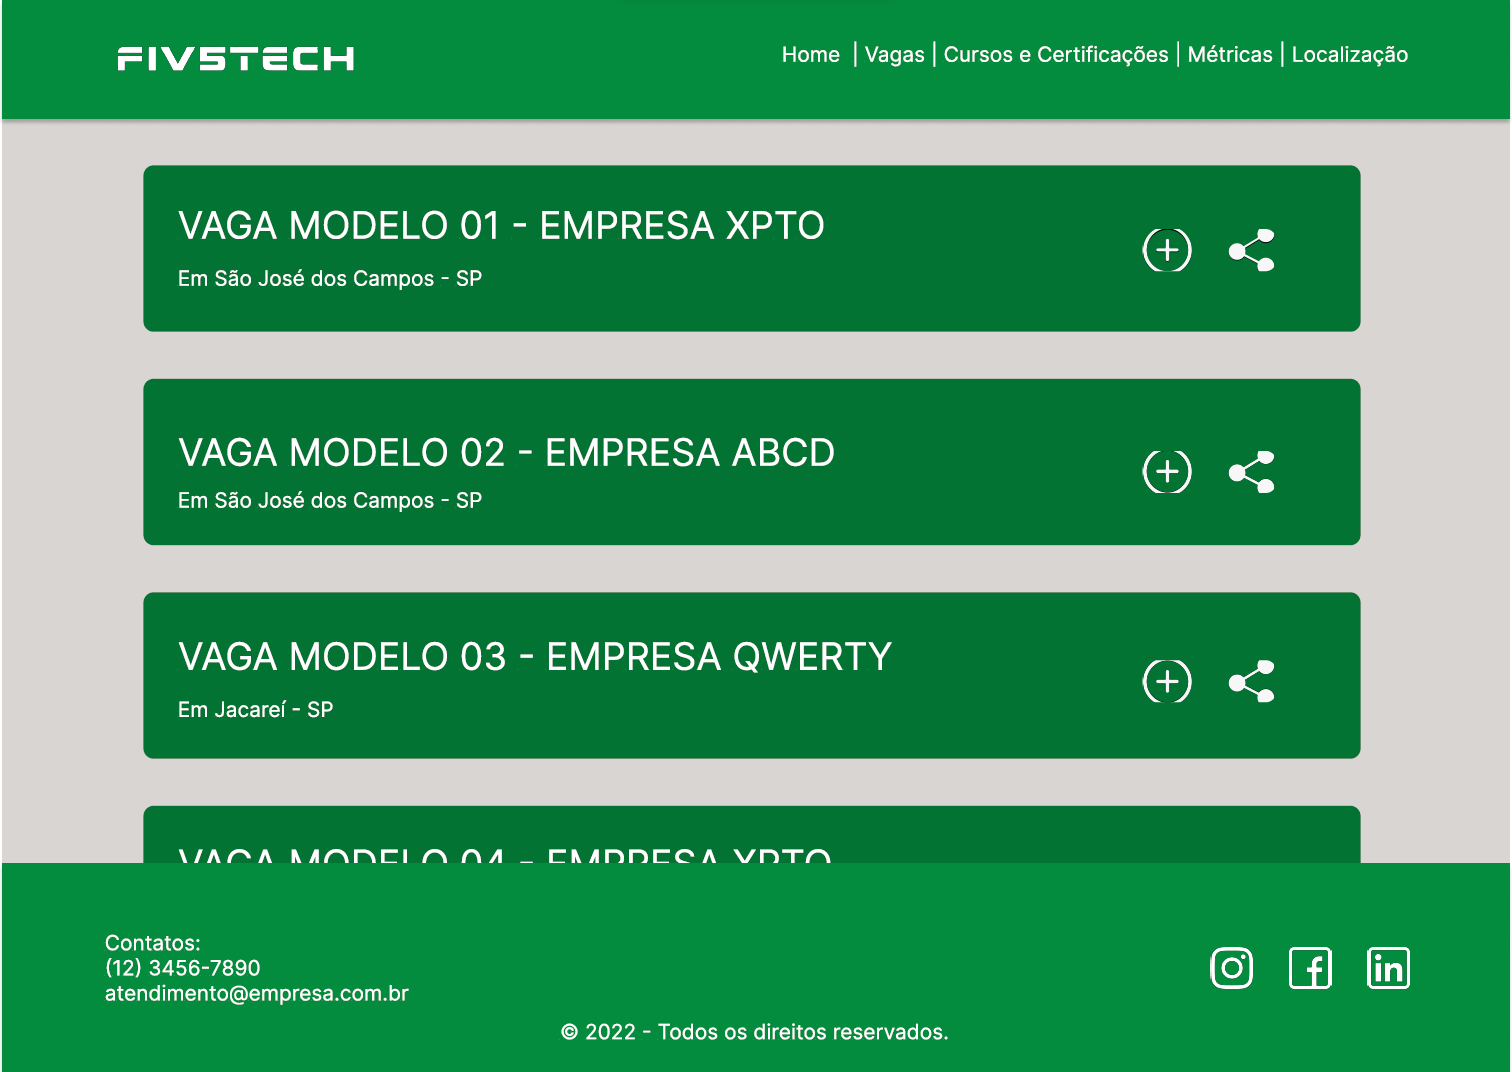 FIV5TECH
Home | Vagas | Cursos e Certificações | Métricas | Localização
VAGA MODELO 01 - EMPRESA XPTO
Em São José dos Campos - SP
VAGA MODELO 02 - EMPRESA ABCD
Em São José dos Campos - SP
VAGA MODELO 03 - EMPRESA QWERTY
Em Jacareí - SP
VAGA MODELO 04 - EMPRESA XPTO
Contatos:
(12) 3456-7890
atendimento@empresa.com.br
© 2022 - Todos os direitos reservados.